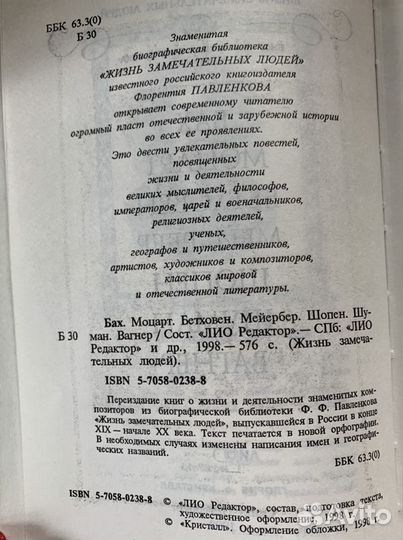 ББК 63.3(0)
Б 30
Знаменитая
биографическая библиотека
«ЖИЗНЬ ЗАМЕЧАТЕЛЬНЫХ ЛЮДЕЙ»
известного российского книгоиздателя
Флорентия ПАВЛЕНКОВА
открывает современному читателю
огромный пласт отечественной и зарубежной истории
во всех ее проявлениях.
Это двести увлекательных повестей,
посвященных
жизни и деятельности
великих мыслителей, философов,
императоров, царей и военачальников,
религиозных деятелей,
ученых,
географов и путешественников,
артистов, художников и композиторов,
классиков мировой
и отечественной литературы.
Бах. Моцарт. Бетховен. Мейербер. Шопен. Шу-
Б 30 ман. Вагнер / Сост. «ЛИО Редактор».— СПб: «ЛИО
Редактор» и др., 1998.— 576 с. (Жизнь замеча-
тельных людей).
ISBN 5-7058-0238-8
Переиздание книг о жизни и деятельности знаменитых ком-
позиторов из биографической библиотеки Ф. Ф. Павленкова
«Жизнь замечательных людей», выпускавшейся в России в конце
XIX — начале XX века. Текст печатается в новой орфографии.
В необходимых случаях изменены написания имен и географи-
ческих названий.
ББК 63.3(0)
ISBN 5-7058-0238-8
© «ЛИО Редактор», состав, подготовка текста,
художественное оформление, 1998 г.
© «Кристалл». Оформление обложки, 1998 г.
Avito